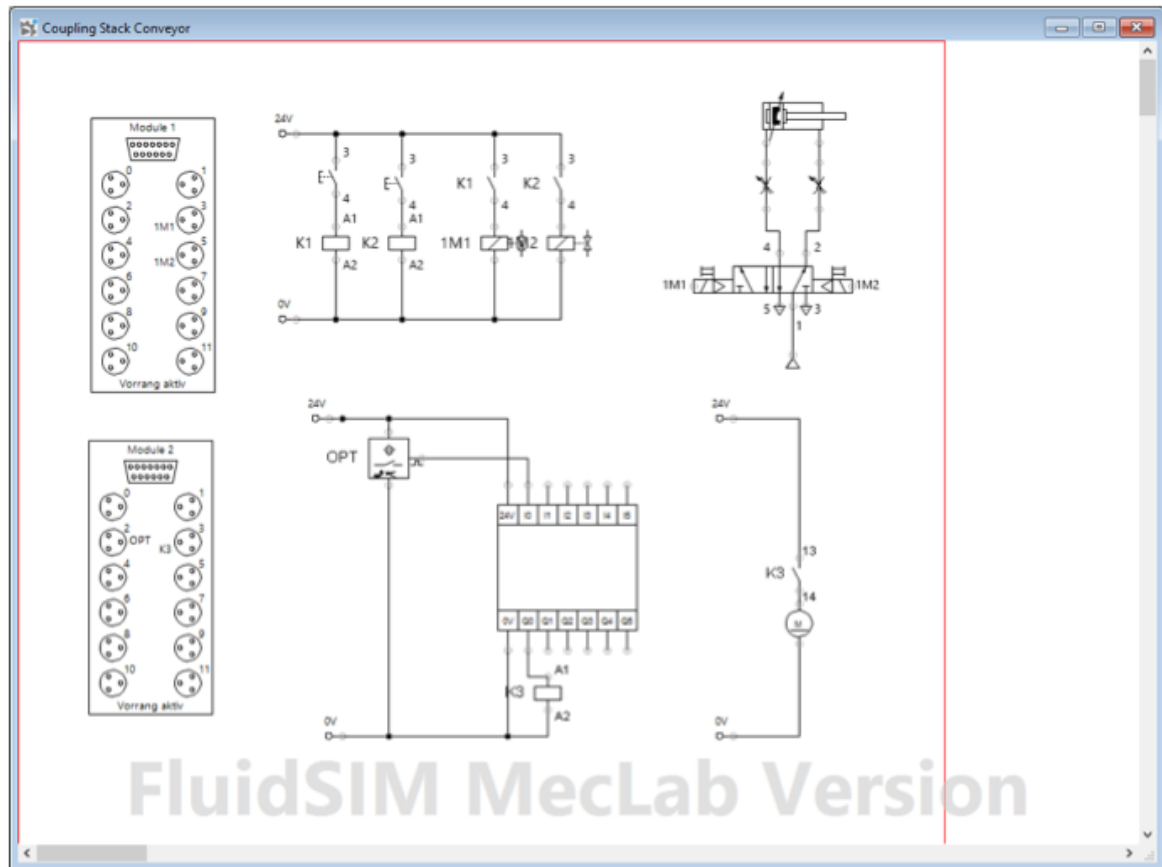 Coupling Stack Conveyor
Module 1
0 1
2 3
1M1
4 5
1M2
6 7
8 9
10 11
Vorrang aktiv
24V
3 3 3 3
K1 K2
4 4 4 4
A1 A1
K1 K2 1M1
A2 A2
0V
4 2
1M1 1M2
5 3
1
Module 2
0 1
2 OPT K3 3
4 5
6 7
8 9
10 11
Vorrang aktiv
24V
OPT
24V I0 I1 I2 I3 I4 I5
0V Q0 Q1 Q2 Q3 Q4 Q5
A1
K3
A2
0V
24V
13
K3
14
M
0V
FluidSIM MecLab Version